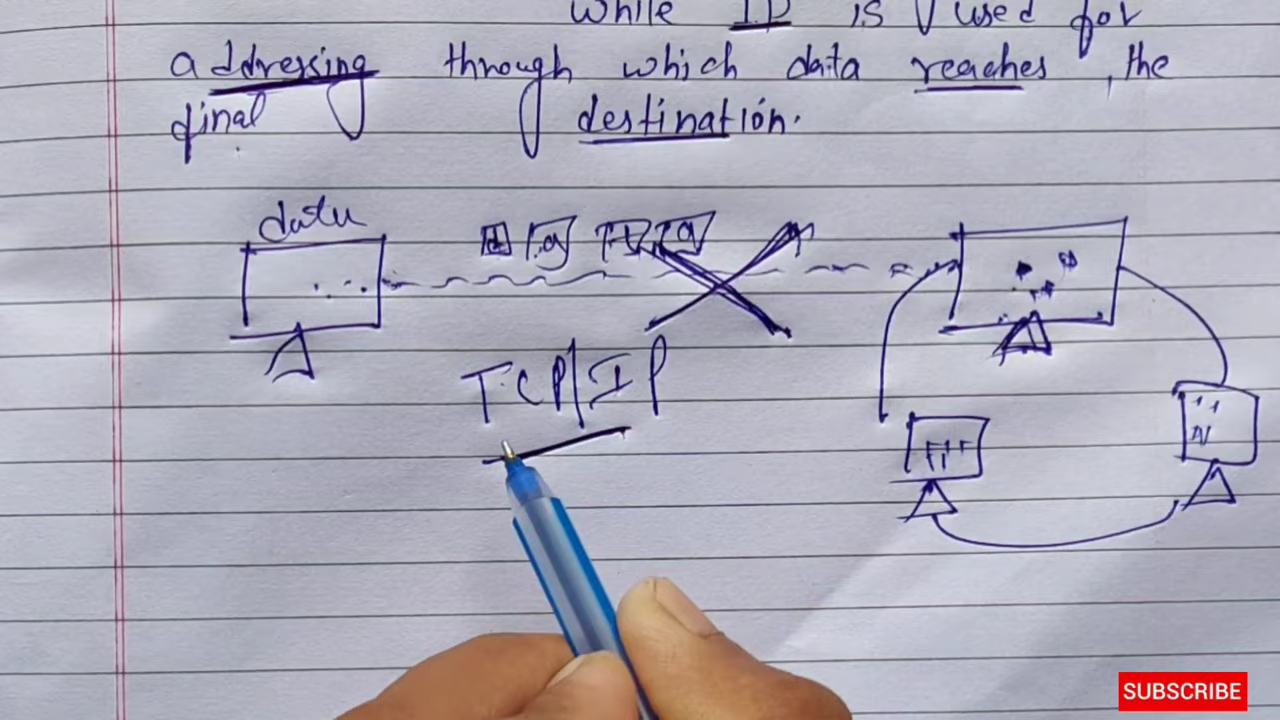 While IP is used for
addressing through which data reaches, the
final destination.
data
TCP/IP
SUBSCRIBE